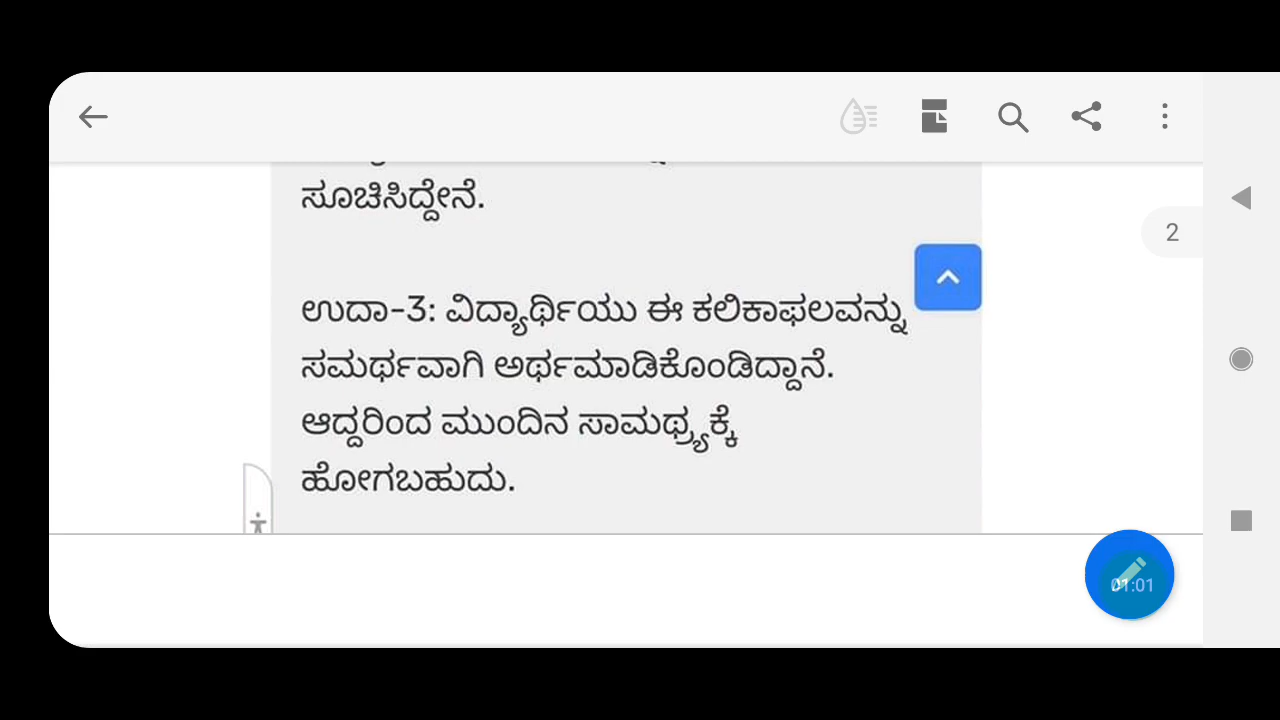 ಸೂಚಿಸಿದ್ದೇನೆ.
2
ಉದಾ-3: ವಿದ್ಯಾರ್ಥಿಯು ಈ ಕಲಿಕಾಫಲವನ್ನು
ಸಮರ್ಥವಾಗಿ ಅರ್ಥಮಾಡಿಕೊಂಡಿದ್ದಾನೆ.
ಆದ್ದರಿಂದ ಮುಂದಿನ ಸಾಮಥ್ರ್ಯಕ್ಕೆ
ಹೋಗಬಹುದು.
01:01